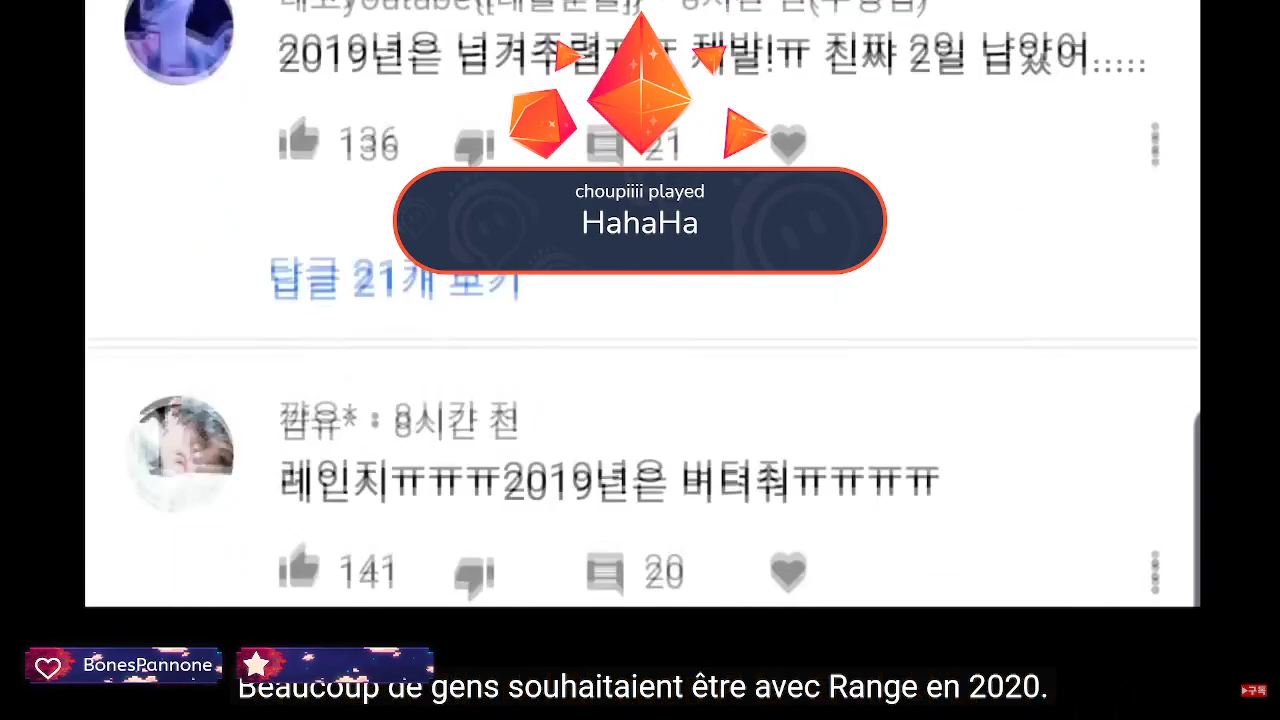 2019년은 넘겨주렴ㅠㅠ 제발!ㅠ 진짜 2일 남았어.....
136
21
choupiiii played
HahaHa
답글 21개 보기
8시간 전
레인지ㅠㅠㅠ2019년은 버텨줘ㅠㅠㅠㅠ
141
20
BonesPannone
Beaucoup de gens souhaitaient être avec Range en 2020.
구독